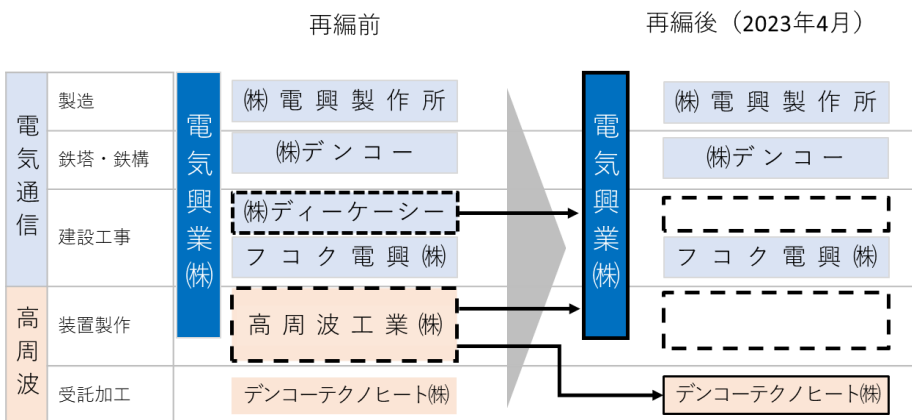 再編前
再編後（2023年4月）
電気通信
製造
鉄塔・鉄構
建設工事
高周波
装置製作
受託加工
電気興業㈱
㈱電興製作所
㈱デンコー
㈱ディーケーシー
フコク電興㈱
高周波工業㈱
デンコーテクノヒート㈱
電気興業㈱
㈱電興製作所
㈱デンコー
フコク電興㈱
デンコーテクノヒート㈱